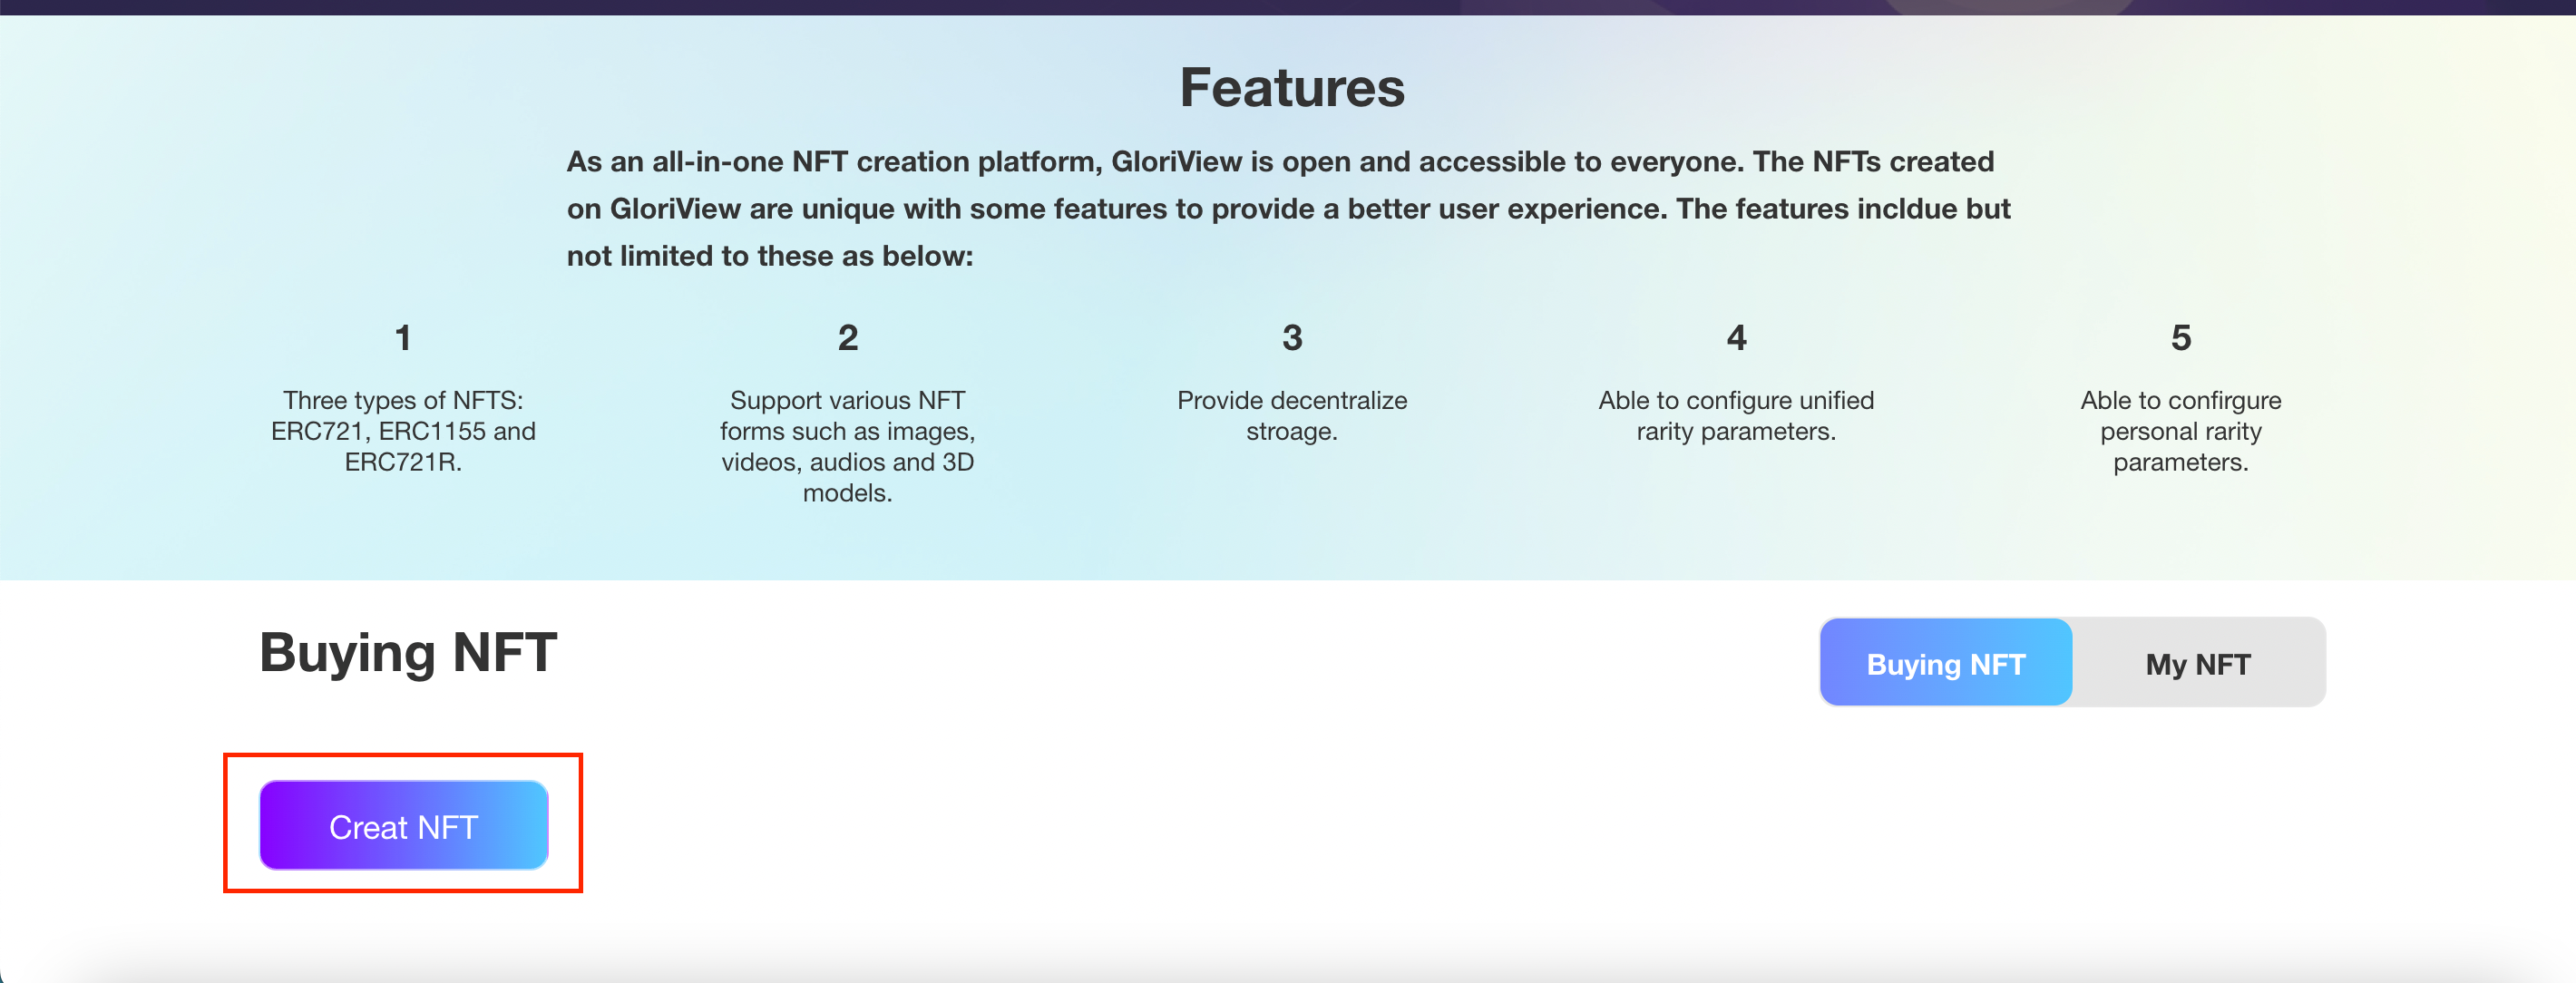 Features
As an all-in-one NFT creation platform, GloriView is open and accessible to everyone. The NFTs created
on GloriView are unique with some features to provide a better user experience. The features incldue but
not limited to these as below:
1
Three types of NFTS:
ERC721, ERC1155 and
ERC721R.
2
Support various NFT
forms such as images,
videos, audios and 3D
models.
3
Provide decentralize
stroage.
4
Able to configure unified
rarity parameters.
5
Able to confirgure
personal rarity
parameters.
Buying NFT
Buying NFT
My NFT
Creat NFT